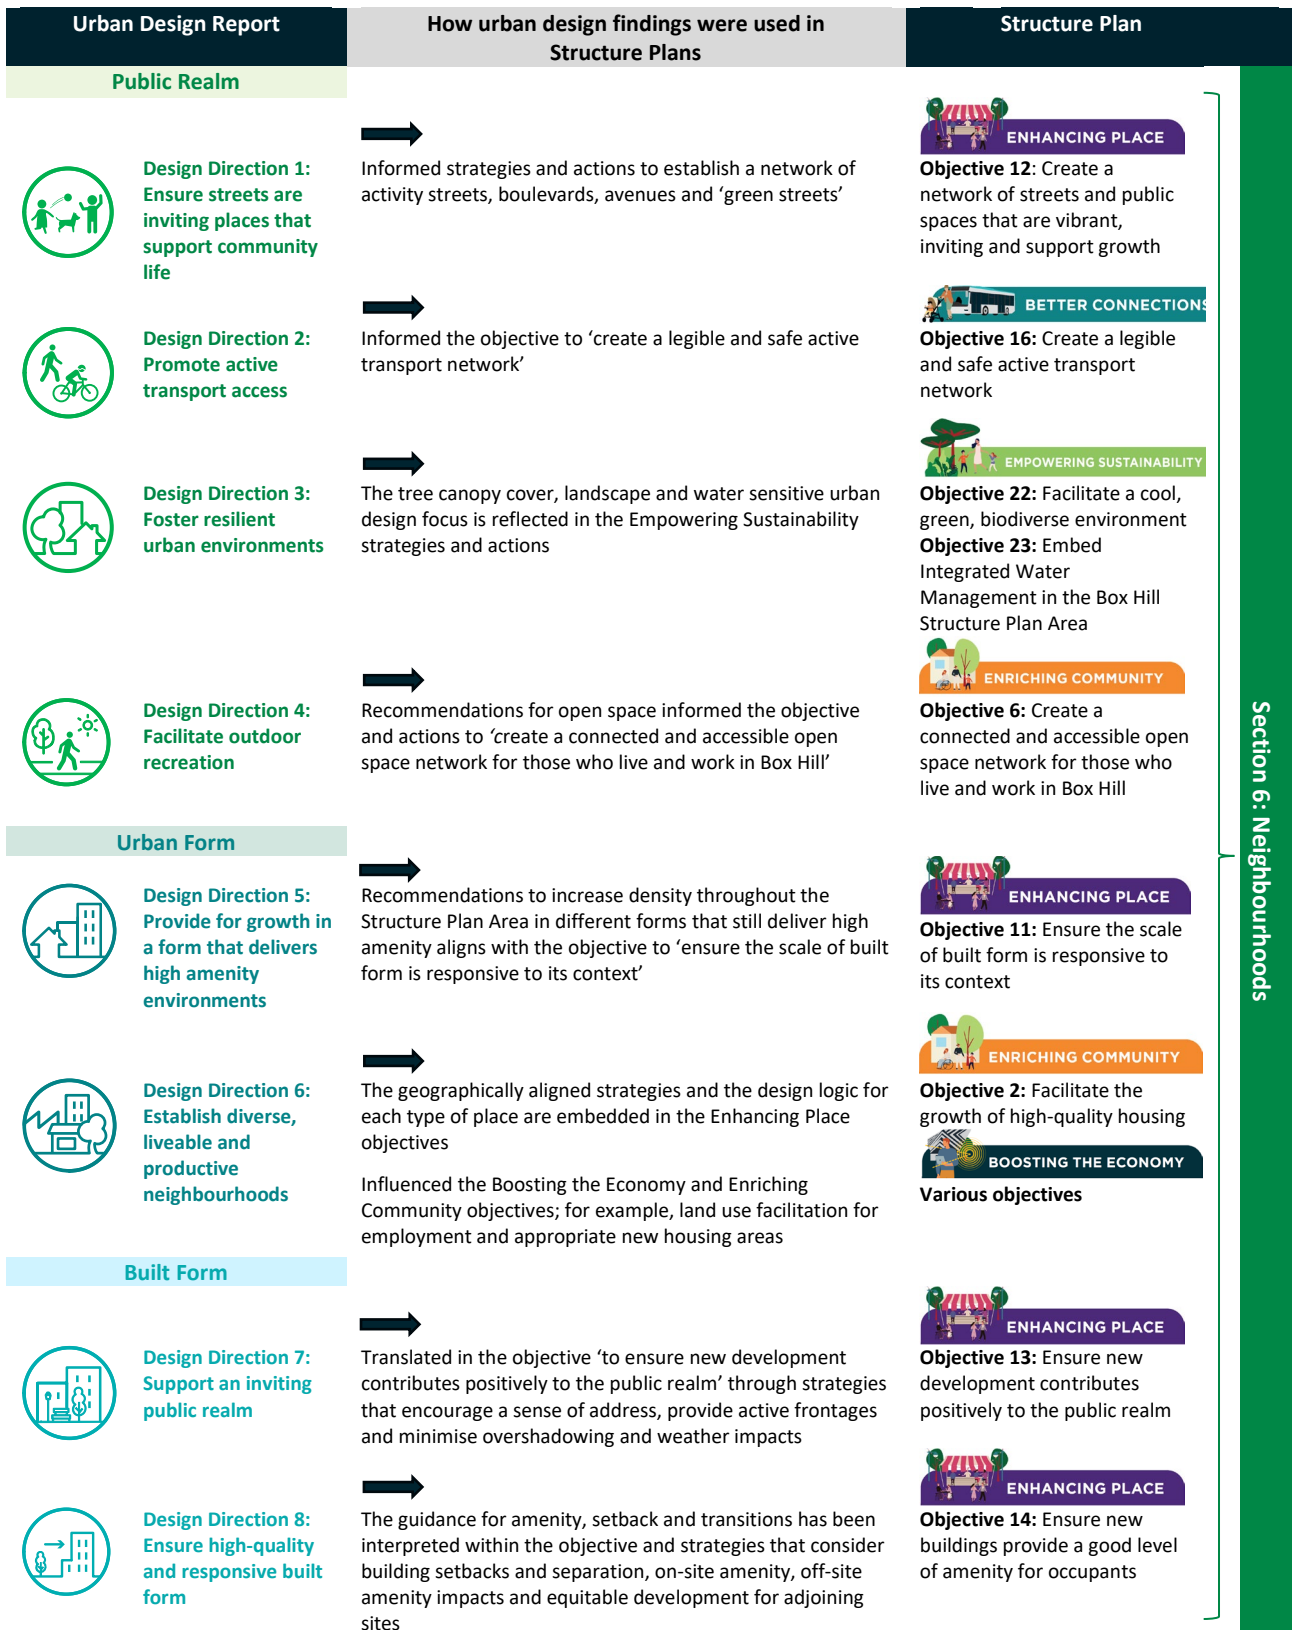 Urban Design Report
How urban design findings were used in
Structure Plans
Structure Plan
Public Realm
Design Direction 1:
Ensure streets are
inviting places that
support community
life
Informed strategies and actions to establish a network of
activity streets, boulevards, avenues and ‘green streets’
ENHANCING PLACE
Objective 12: Create a
network of streets and public
spaces that are vibrant,
inviting and support growth
Design Direction 2:
Promote active
transport access
Informed the objective to ‘create a legible and safe active
transport network’
BETTER CONNECTIONS
Objective 16: Create a legible
and safe active transport
network
Design Direction 3:
Foster resilient
urban environments
The tree canopy cover, landscape and water sensitive urban
design focus is reflected in the Empowering Sustainability
strategies and actions
EMPOWERING SUSTAINABILITY
Objective 22: Facilitate a cool,
green, biodiverse environment
Objective 23: Embed
Integrated Water
Management in the Box Hill
Structure Plan Area
Design Direction 4:
Facilitate outdoor
recreation
Recommendations for open space informed the objective
and actions to ‘create a connected and accessible open
space network for those who live and work in Box Hill’
ENRICHING COMMUNITY
Objective 6: Create a
connected and accessible open
space network for those who
live and work in Box Hill
Urban Form
Design Direction 5:
Provide for growth in
a form that delivers
high amenity
environments
Recommendations to increase density throughout the
Structure Plan Area in different forms that still deliver high
amenity aligns with the objective to ‘ensure the scale of built
form is responsive to its context’
ENHANCING PLACE
Objective 11: Ensure the scale
of built form is responsive to
its context
Design Direction 6:
Establish diverse,
liveable and
productive
neighbourhoods
The geographically aligned strategies and the design logic for
each type of place are embedded in the Enhancing Place
objectives
Influenced the Boosting the Economy and Enriching
Community objectives; for example, land use facilitation for
employment and appropriate new housing areas
ENRICHING COMMUNITY
Objective 2: Facilitate the
growth of high-quality housing
BOOSTING THE ECONOMY
Various objectives
Built Form
Design Direction 7:
Support an inviting
public realm
Translated in the objective ‘to ensure new development
contributes positively to the public realm’ through strategies
that encourage a sense of address, provide active frontages
and minimise overshadowing and weather impacts
ENHANCING PLACE
Objective 13: Ensure new
development contributes
positively to the public realm
Design Direction 8:
Ensure high-quality
and responsive built
form
The guidance for amenity, setback and transitions has been
interpreted within the objective and strategies that consider
building setbacks and separation, on-site amenity, off-site
amenity impacts and equitable development for adjoining
sites
ENHANCING PLACE
Objective 14: Ensure new
buildings provide a good level
of amenity for occupants
Section 6: Neighbourhoods